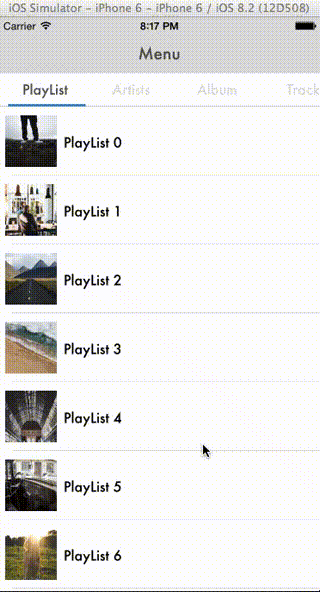 iOS Simulator - iPhone 6 - iPhone 6 / iOS 8.2 (12D508)
Carrier 8:17 PM
Menu
PlayList Artists Album Track
PlayList 0
PlayList 1
PlayList 2
PlayList 3
PlayList 4
PlayList 5
PlayList 6